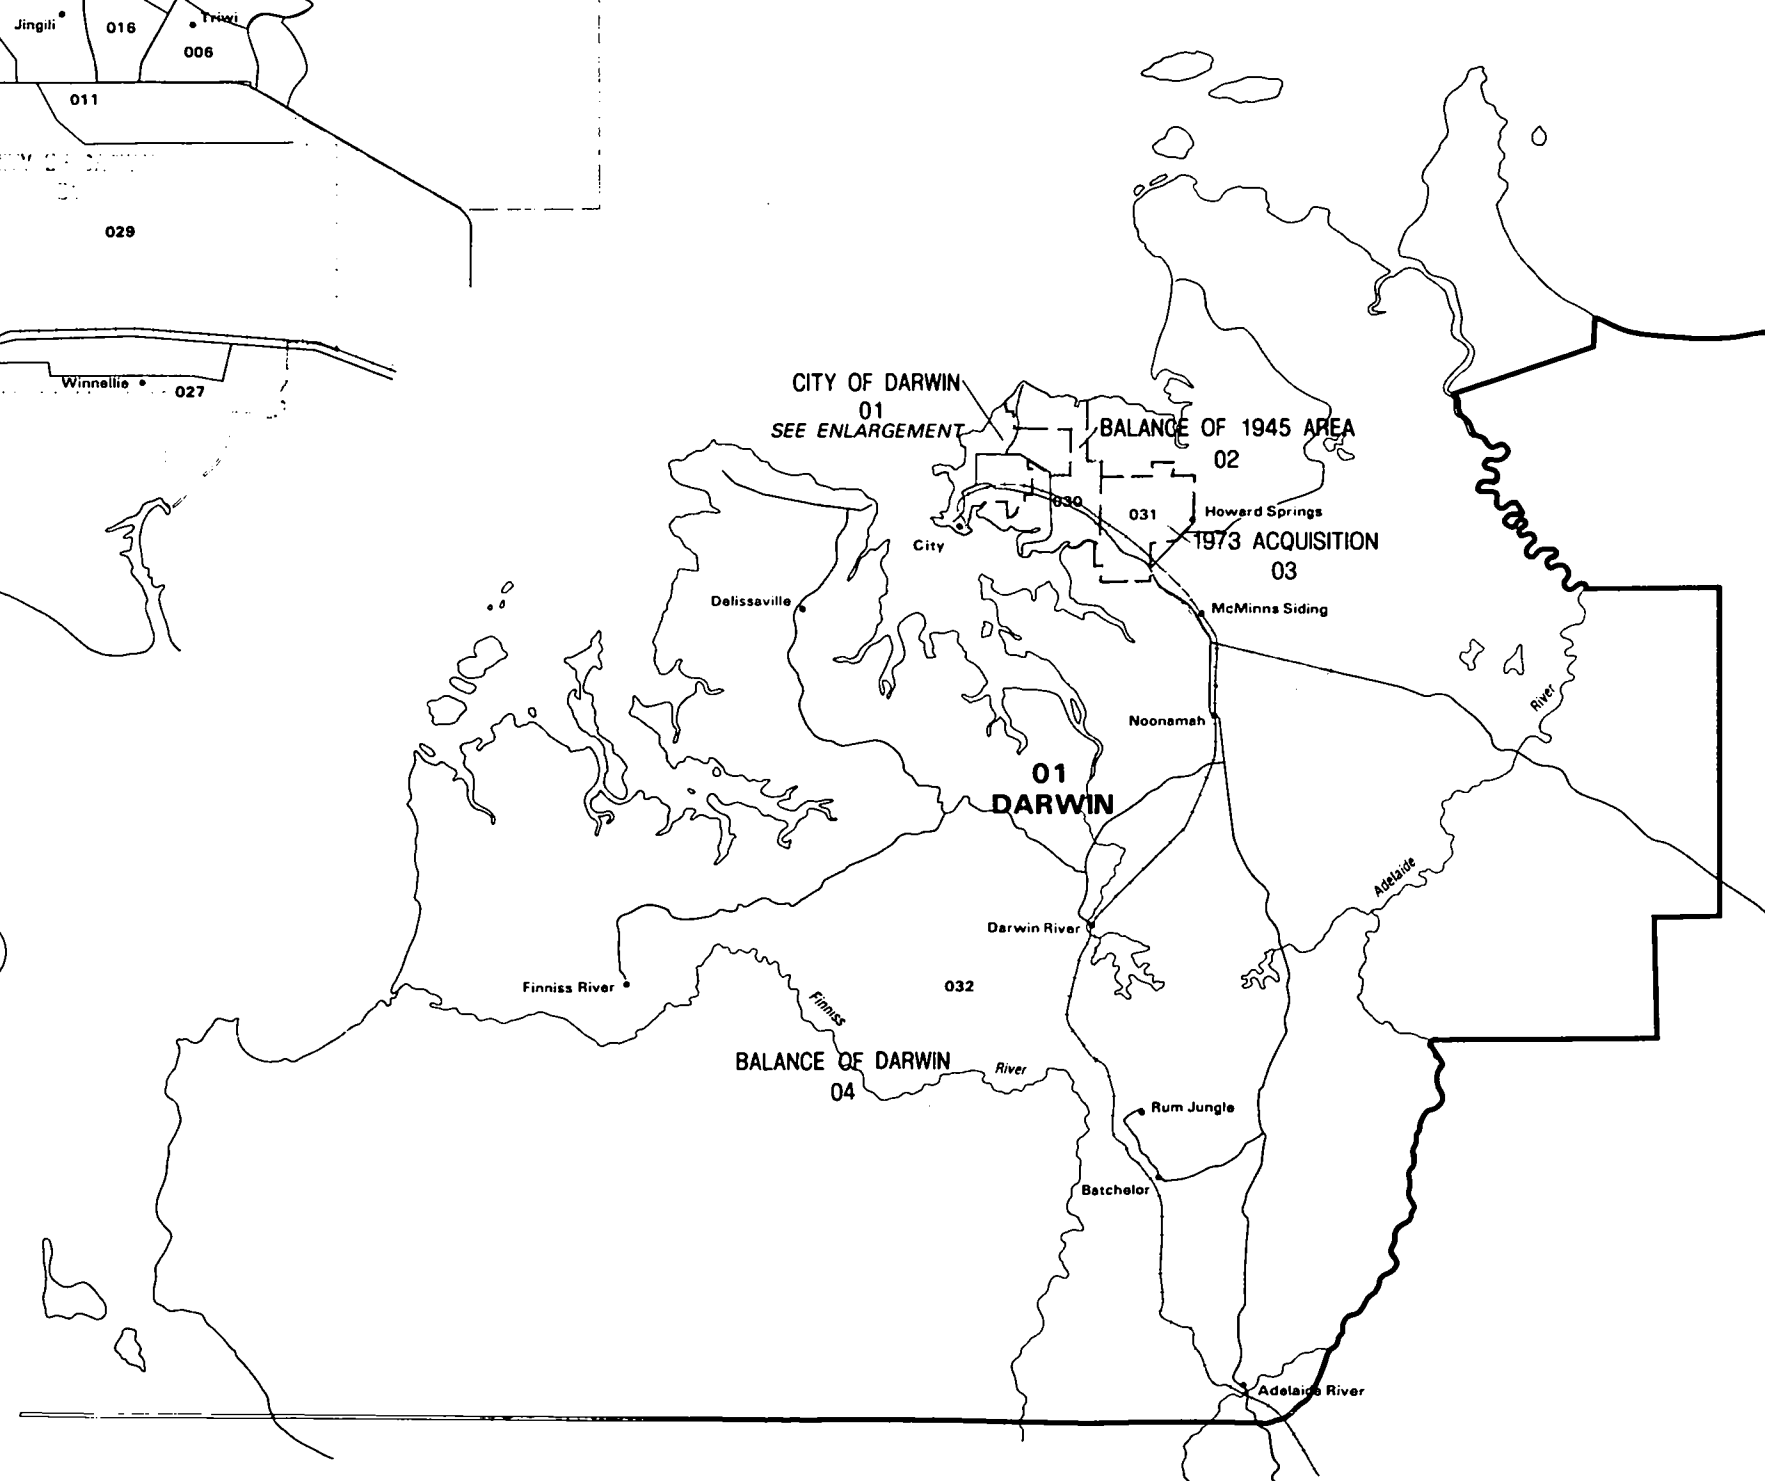 Jingili
016
Triwi
006
011
029
Winnellie
027
CITY OF DARWIN
01
SEE ENLARGEMENT
BALANCE OF 1945 AREA
02
030
031
Howard Springs
City
1973 ACQUISITION
03
Delissaville
McMinns Siding
River
Noonamah
01
DARWIN
Adelaide
Darwin River
Finniss River
032
Finniss
BALANCE OF DARWIN
04
River
Rum Jungle
Batchelor
Adelaide River